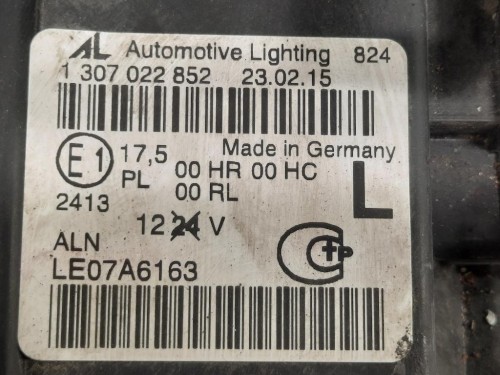 AL Automotive Lighting 824
1 307 022 852 23.02.15
Made in Germany
E1 17,5 00 HR 00 HC
PL 00 RL
2413
12 24 V
L
ALN
LE07A6163